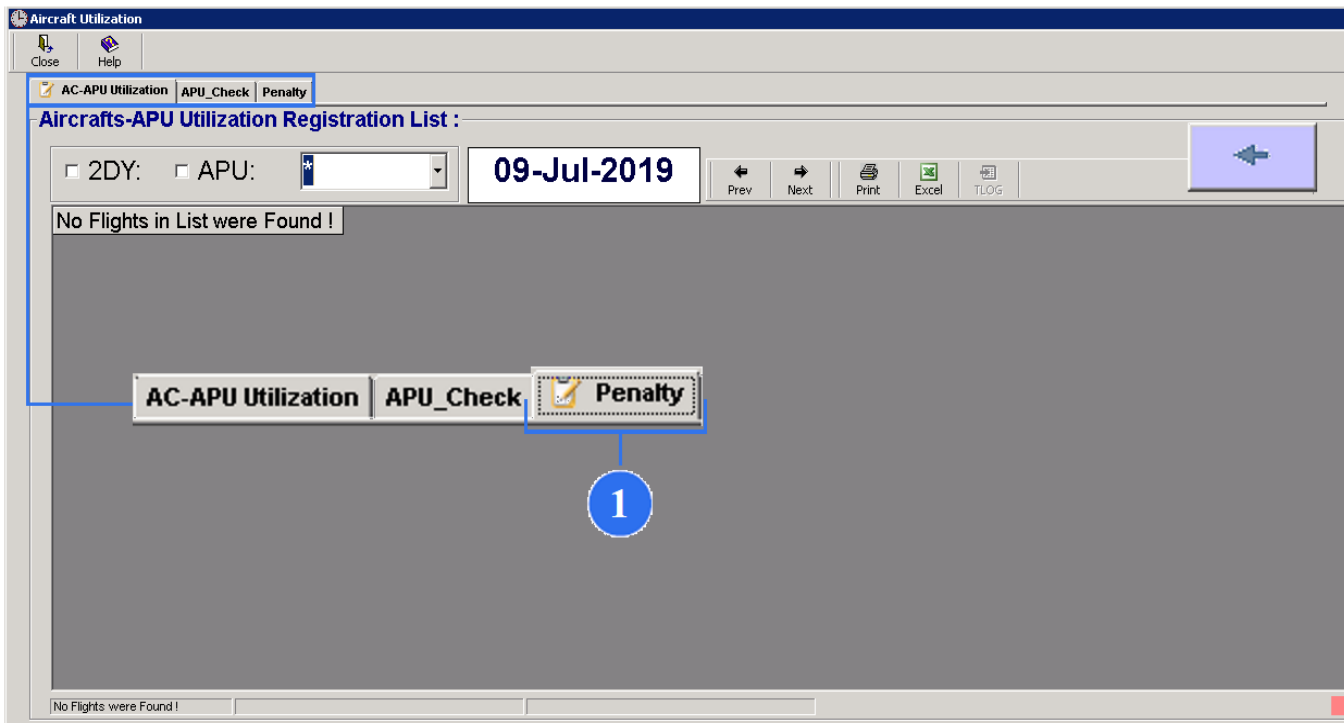 Aircraft Utilization
Close Help
AC-APU Utilization APU_Check Penalty
Aircrafts-APU Utilization Registration List :
2DY: APU: * 09-Jul-2019
Prev Next Print Excel TLOG
No Flights in List were Found !
AC-APU Utilization APU_Check Penalty
1
No Flights were Found !